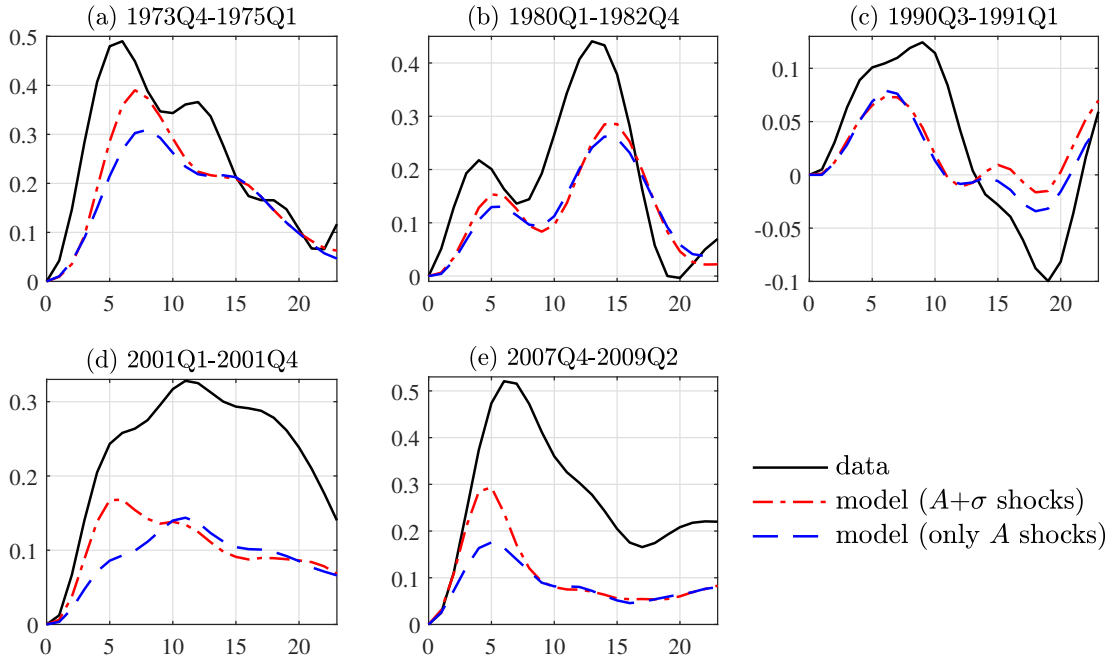 (a) 1973Q4-1975Q1
(b) 1980Q1-1982Q4
(c) 1990Q3-1991Q1
0.5
0.4
0.3
0.2
0.1
0
0 5 10 15 20
0.4
0.3
0.2
0.1
0
0 5 10 15 20
0.1
0.05
0
-0.05
-0.1
0 5 10 15 20
(d) 2001Q1-2001Q4
(e) 2007Q4-2009Q2
0.3
0.2
0.1
0
0 5 10 15 20
0.5
0.4
0.3
0.2
0.1
0
0 5 10 15 20
data
model (A+σ shocks)
model (only A shocks)